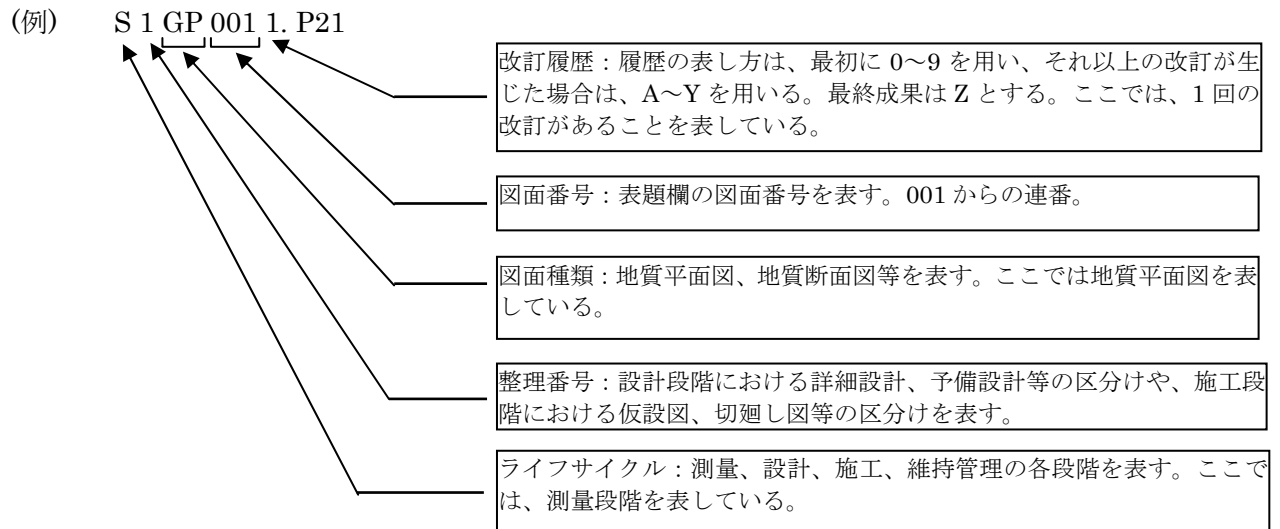 (例) S 1 GP 001 1. P21
改訂履歴：履歴の表し方は、最初に 0～9 を用い、それ以上の改訂が生
じた場合は、A～Y を用いる。最終成果は Z とする。ここでは、1 回の
改訂があることを表している。
図面番号：表題欄の図面番号を表す。001 からの連番。
図面種類：地質平面図、地質断面図等を表す。ここでは地質平面図を表
している。
整理番号：設計段階における詳細設計、予備設計等の区分けや、施工段
階における仮設図、切廻し図等の区分けを表す。
ライフサイクル：測量、設計、施工、維持管理の各段階を表す。ここで
は、測量段階を表している。